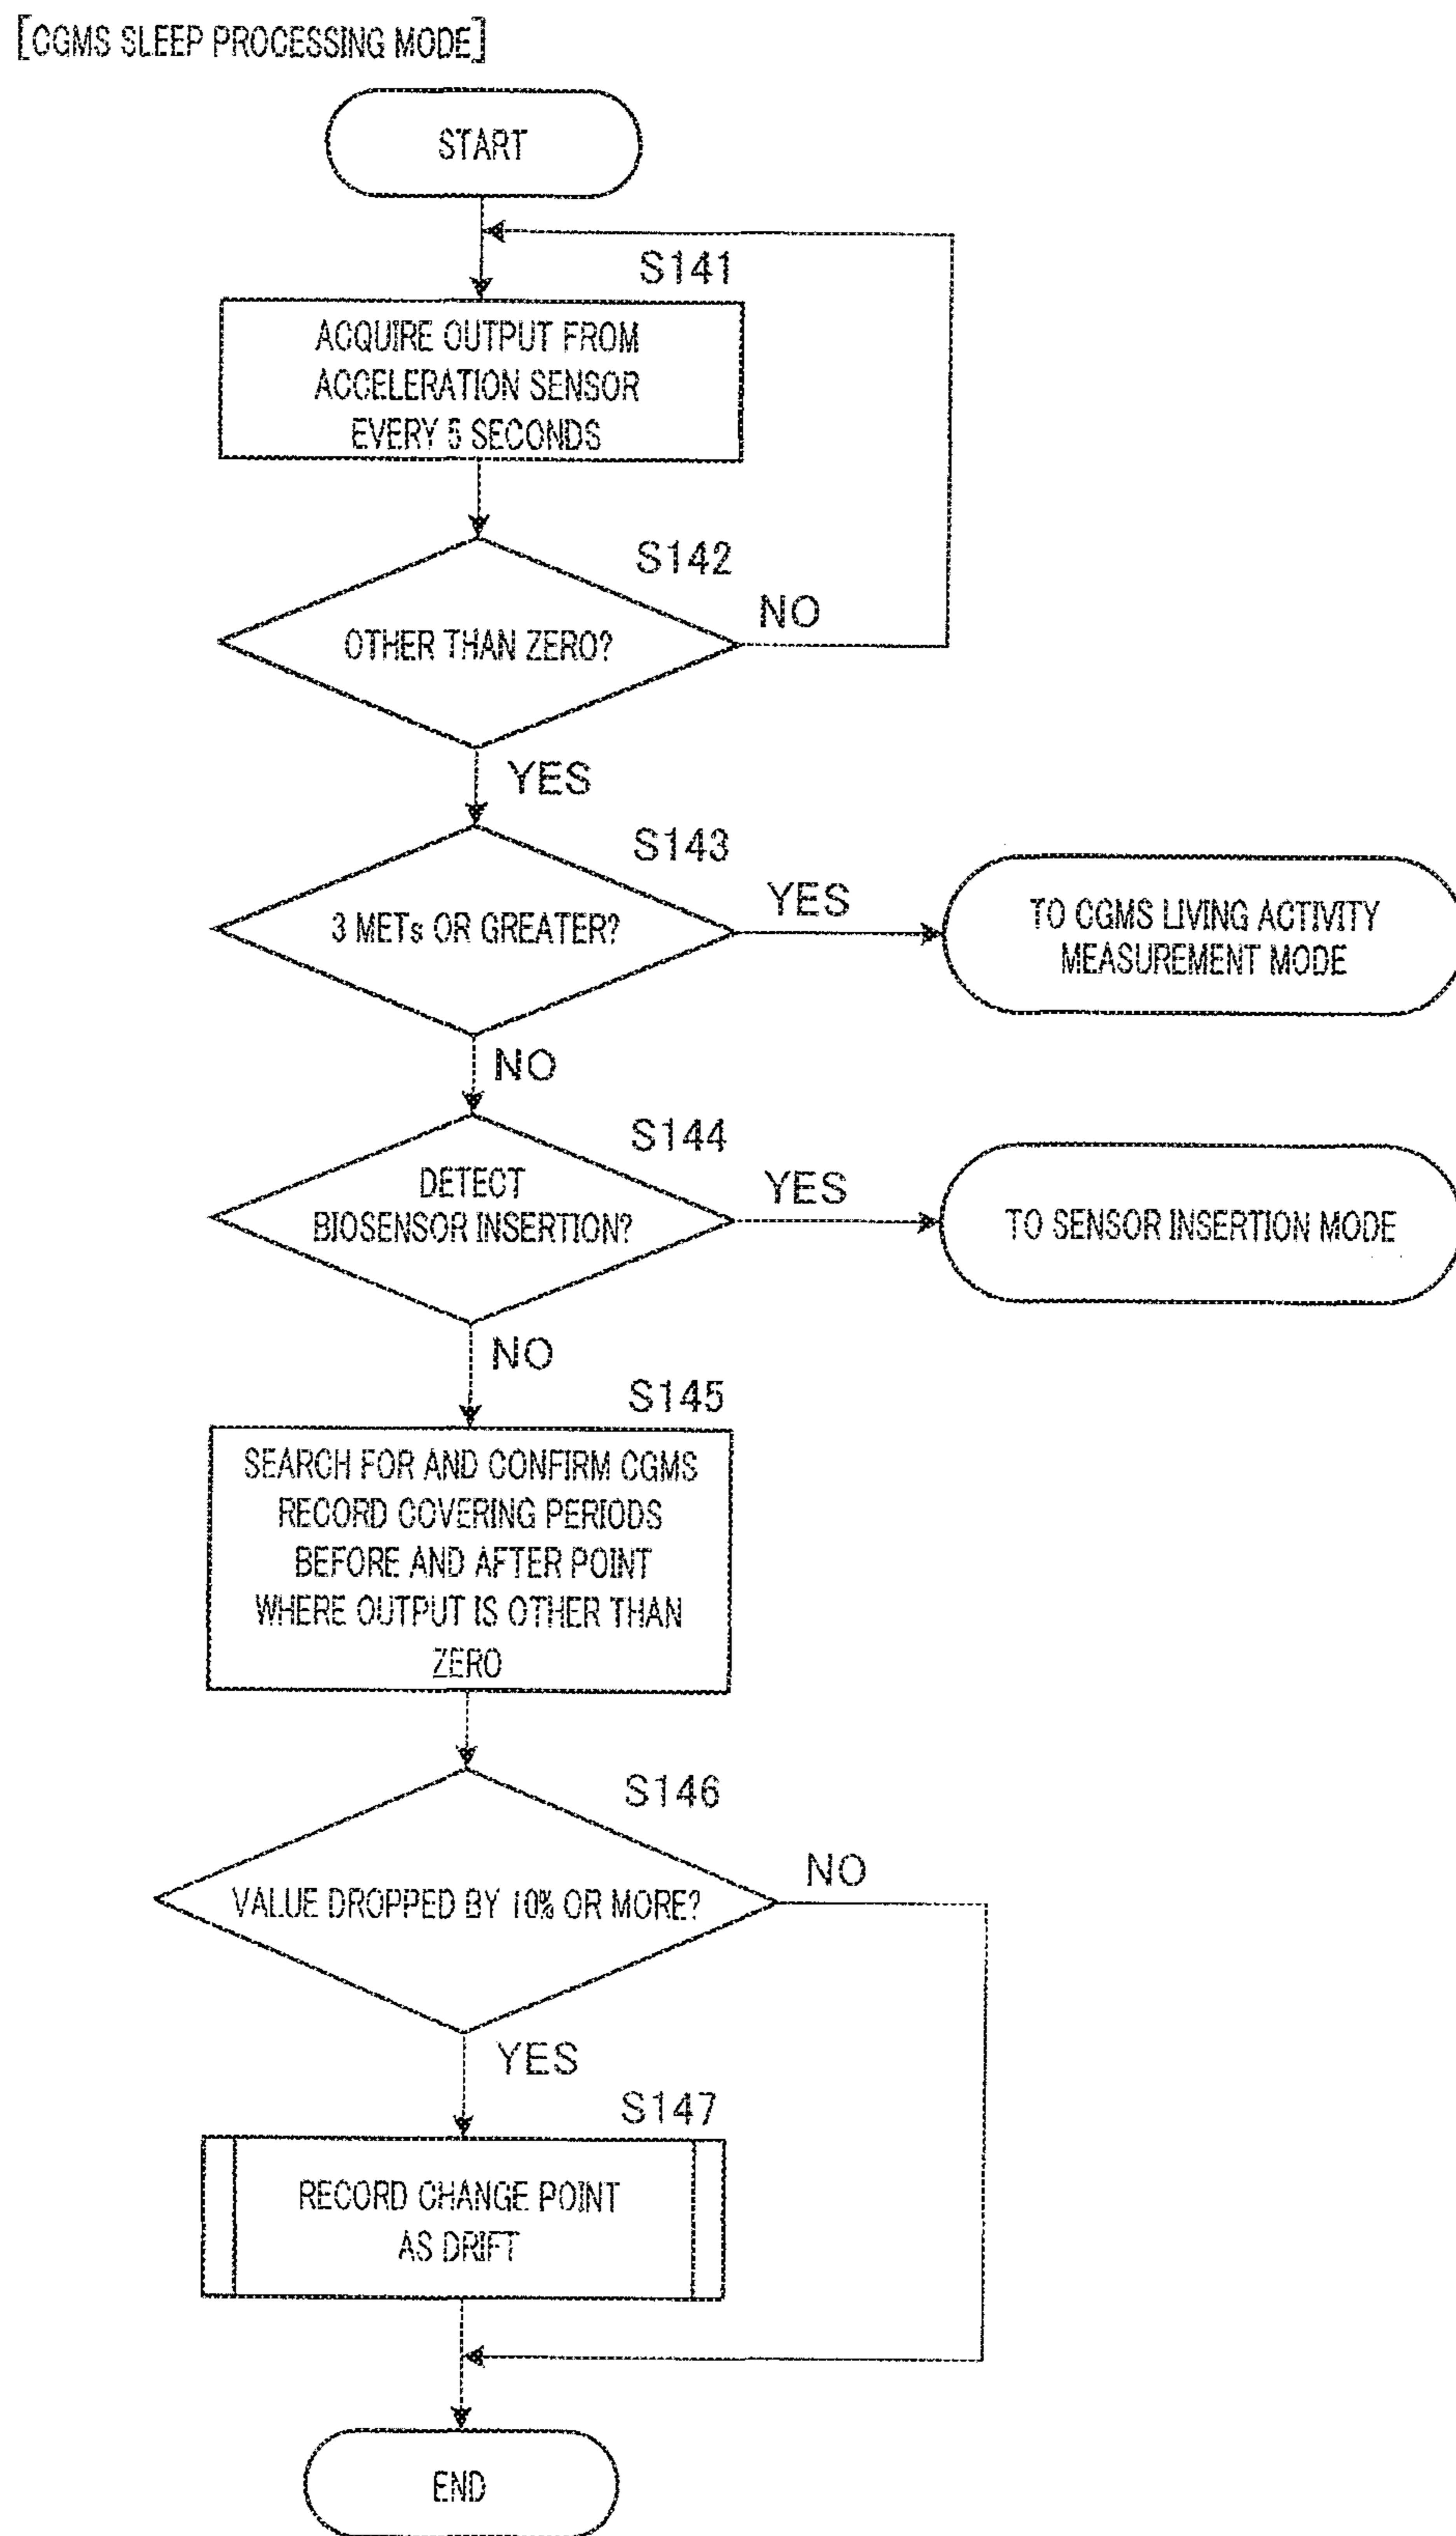 [CGMS SLEEP PROCESSING MODE]
START
S141
ACQUIRE OUTPUT FROM
ACCELERATION SENSOR
EVERY 5 SECONDS
S142
OTHER THAN ZERO?
NO
YES
S143
3 METs OR GREATER?
YES
TO CGMS LIVING ACTIVITY
MEASUREMENT MODE
NO
S144
DETECT
BIOSENSOR INSERTION?
YES
TO SENSOR INSERTION MODE
NO
S145
SEARCH FOR AND CONFIRM CGMS
RECORD COVERING PERIODS
BEFORE AND AFTER POINT
WHERE OUTPUT IS OTHER THAN
ZERO
S146
VALUE DROPPED BY 10% OR MORE?
NO
YES
S147
RECORD CHANGE POINT
AS DRIFT
END